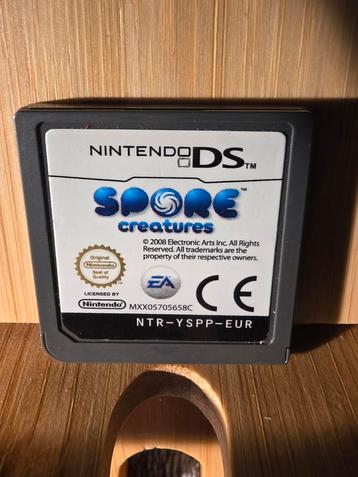 NINTENDO DS™
SPORE™
creatures
© 2008 Electronic Arts Inc. All Rights
Reserved. All trademarks are the
property of their respective owners.
Original
Nintendo
Seal of
Quality
EA
CE
LICENSED BY
Nintendo
MXX05705658C
NTR-YSPP-EUR